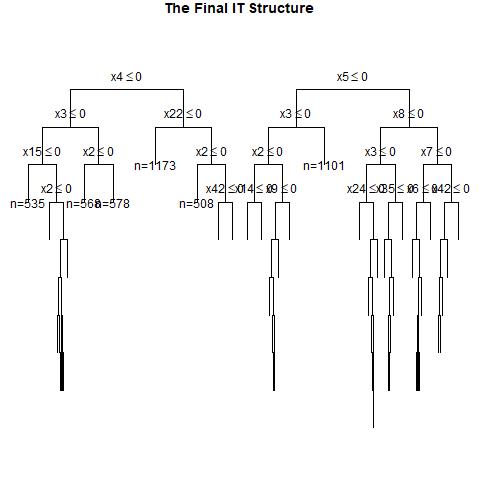 The Final IT Structure
x4 ≤ 0
x5 ≤ 0
x3 ≤ 0
x22 ≤ 0
x3 ≤ 0
x8 ≤ 0
x15 ≤ 0
x2 ≤ 0
n=1173
x2 ≤ 0
x2 ≤ 0
n=1101
x3 ≤ 0
x7 ≤ 0
n=535
x2 ≤ 0
n=568
n=578
n=508
x42 ≤ 0
x14 ≤ 0
x9 ≤ 0
x24 ≤ 0
x35 ≤ 0
x6 ≤ 0
x42 ≤ 0